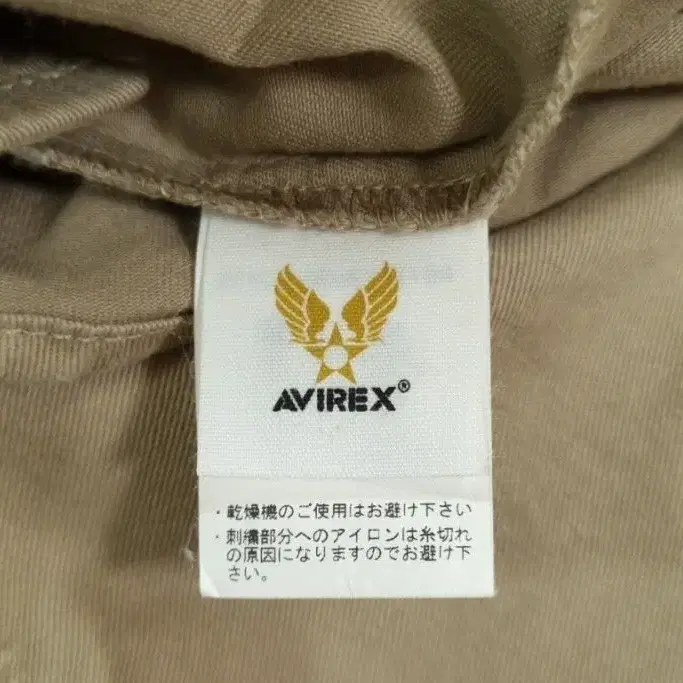 AVIREX®
・乾燥機のご使用はお避け下さい
・刺繍部分へのアイロンは糸切れ
の原因になりますのでお避け下
さい。